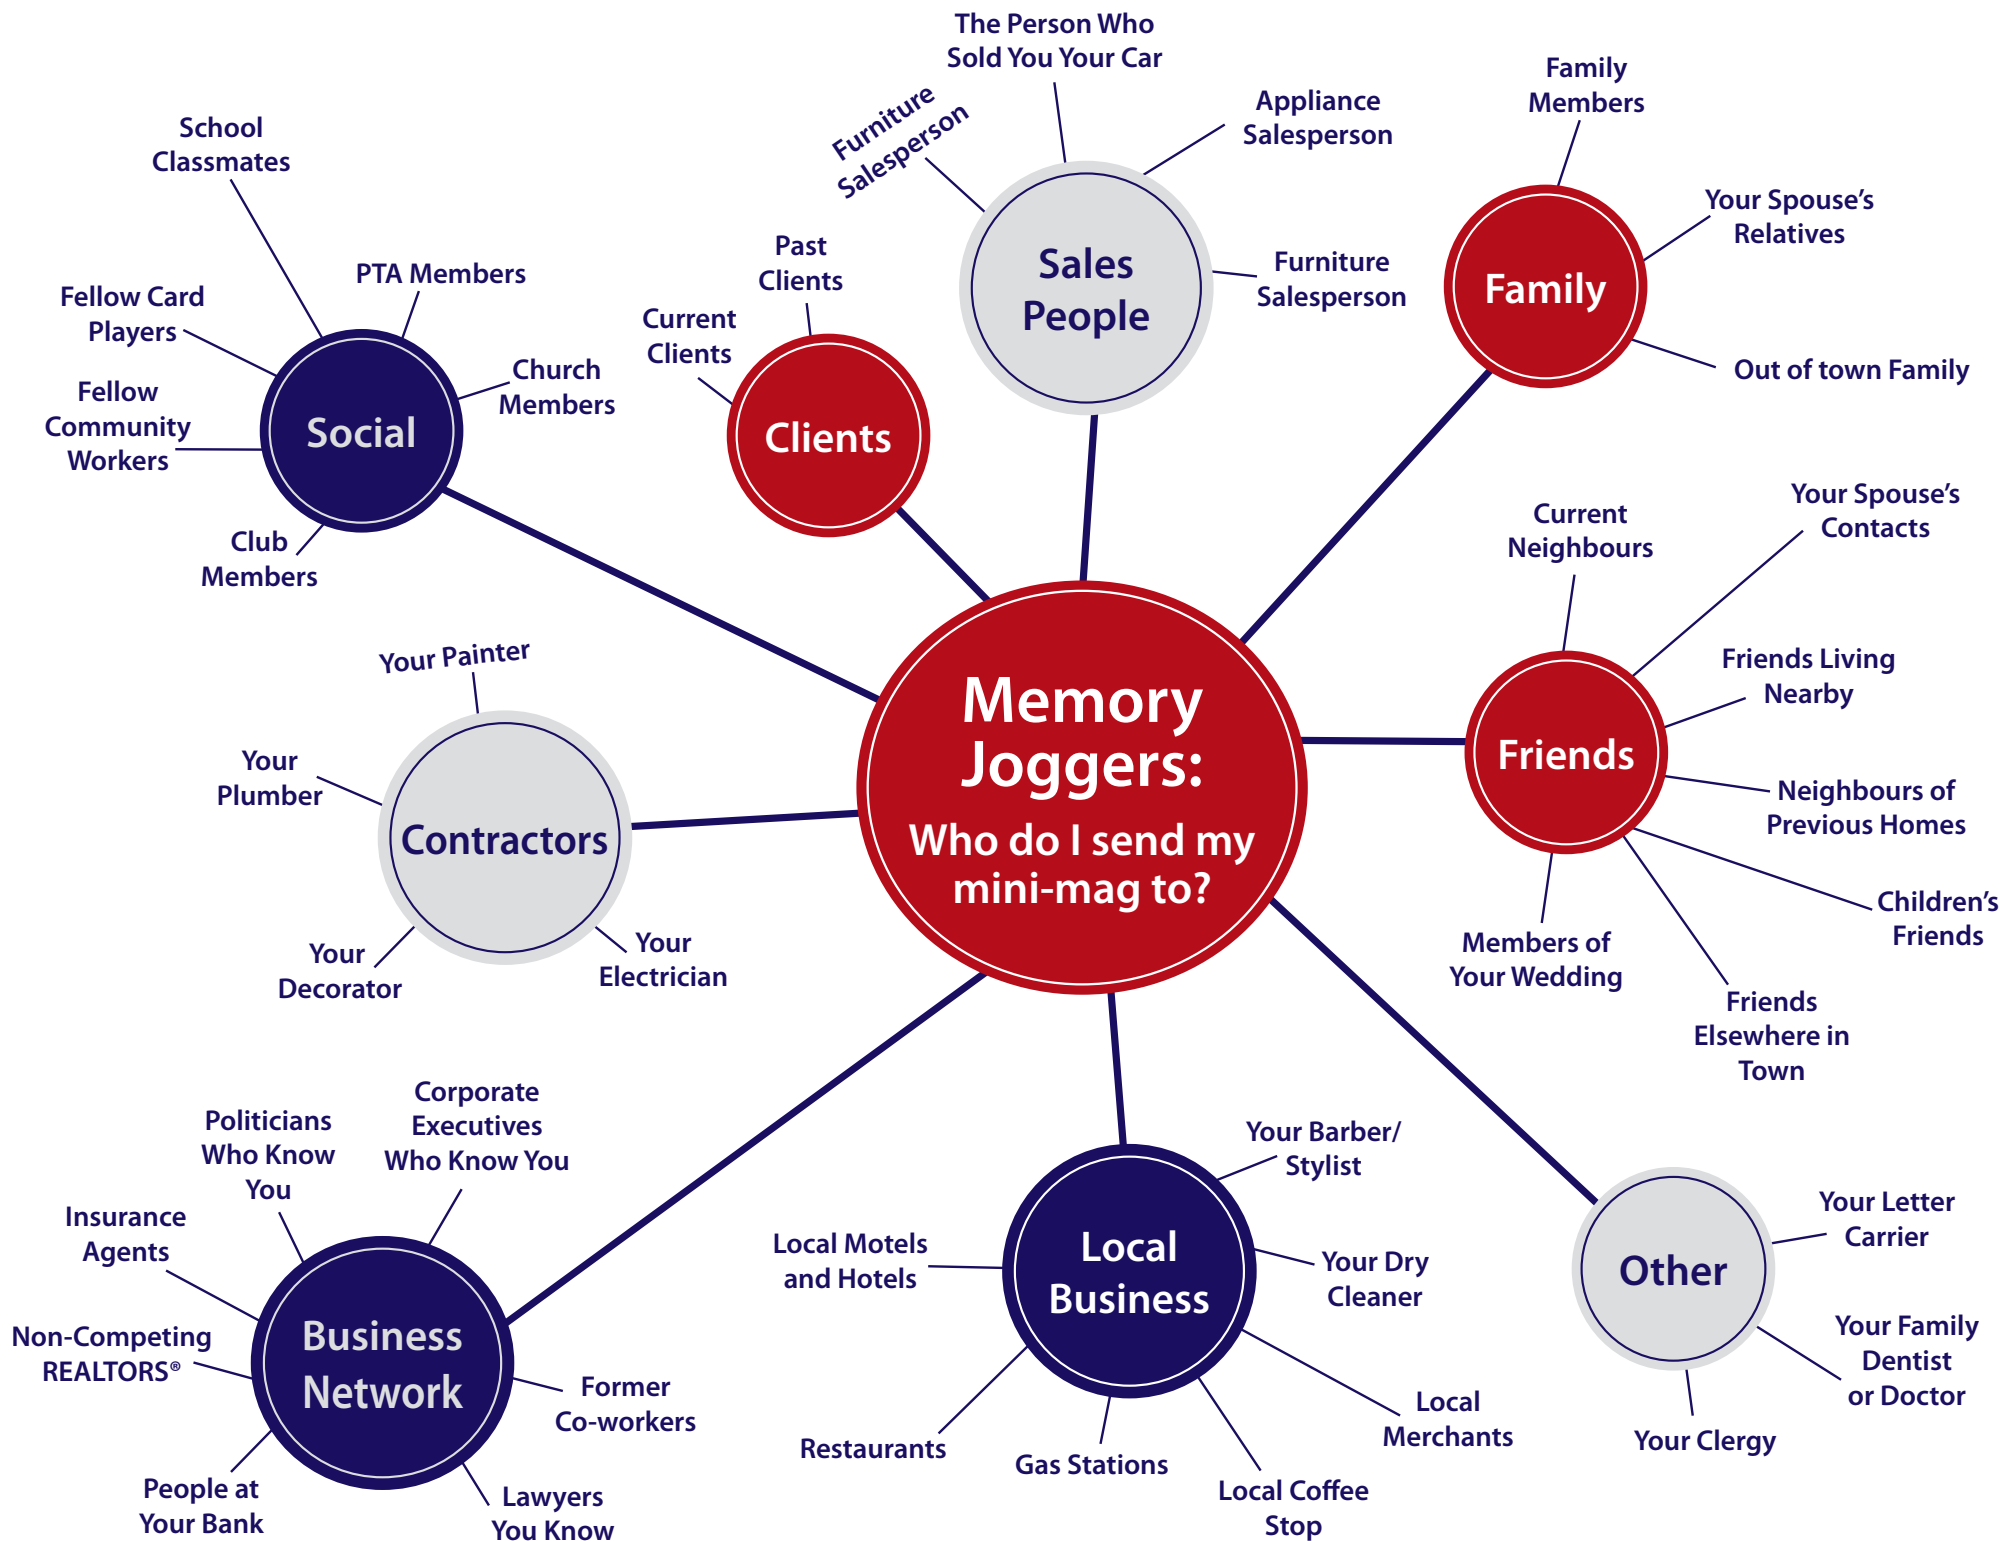 The Person Who
Sold You Your Car
Furniture
Salesperson
Appliance
Salesperson
Furniture
Salesperson
Sales
People
Family
Members
Your Spouse’s
Relatives
Out of town Family
Family
School
Classmates
PTA Members
Fellow Card
Players
Church
Members
Fellow
Community
Workers
Club
Members
Social
Past
Clients
Current
Clients
Clients
Memory
Joggers:
Who do I send my
mini-mag to?
Current
Neighbours
Your Spouse’s
Contacts
Friends Living
Nearby
Neighbours of
Previous Homes
Children’s
Friends
Friends
Elsewhere in
Town
Members of
Your Wedding
Friends
Your Painter
Your
Plumber
Your
Decorator
Your
Electrician
Contractors
Corporate
Executives
Who Know You
Politicians
Who Know
You
Insurance
Agents
Non-Competing
REALTORS®
People at
Your Bank
Lawyers
You Know
Former
Co-workers
Business
Network
Your Barber/
Stylist
Your Dry
Cleaner
Local
Merchants
Local Coffee
Stop
Gas Stations
Restaurants
Local Motels
and Hotels
Local
Business
Your Letter
Carrier
Your Family
Dentist
or Doctor
Your Clergy
Other